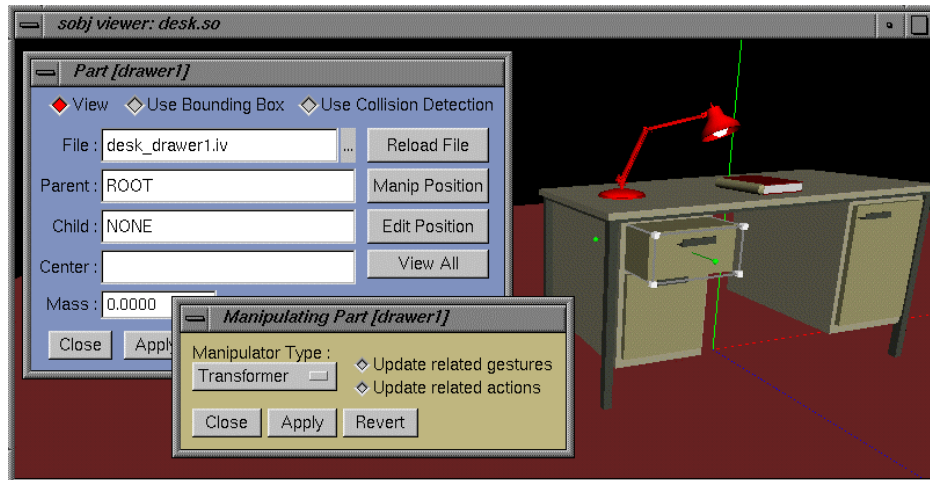 sobj viewer: desk.so
Part [drawer1]
View Use Bounding Box Use Collision Detection
File : desk_drawer1.iv ... Reload File
Parent : ROOT Manip Position
Child : NONE Edit Position
Center : View All
Mass : 0.0000
Close Apply
Manipulating Part [drawer1]
Manipulator Type :
Transformer
Update related gestures
Update related actions
Close Apply Revert